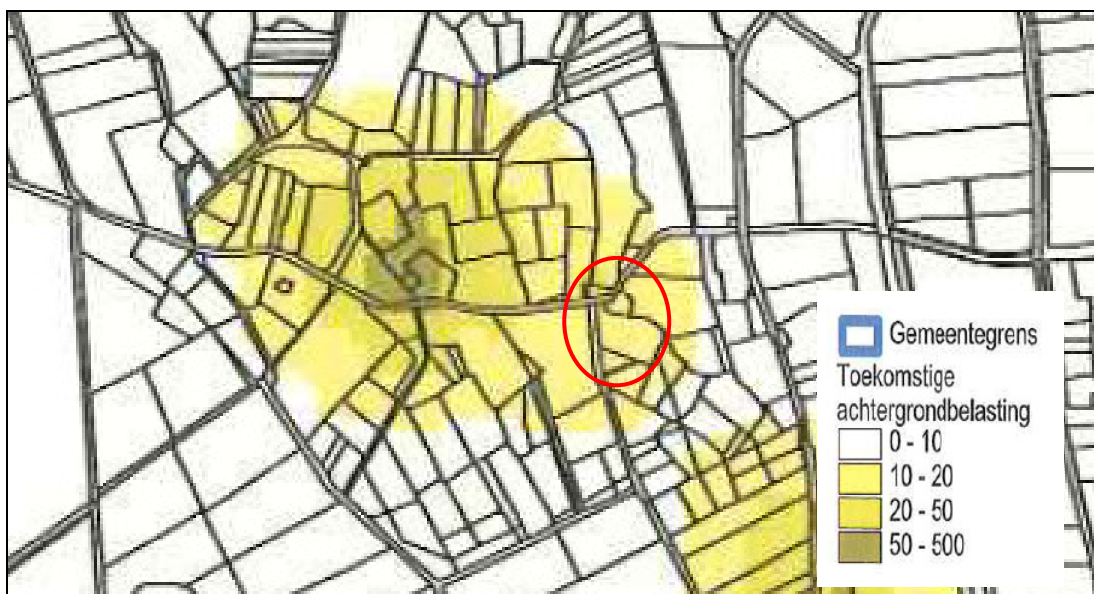 Gemeentegrens
Toekomstige
achtergrondbelasting
0 - 10
10 - 20
20 - 50
50 - 500